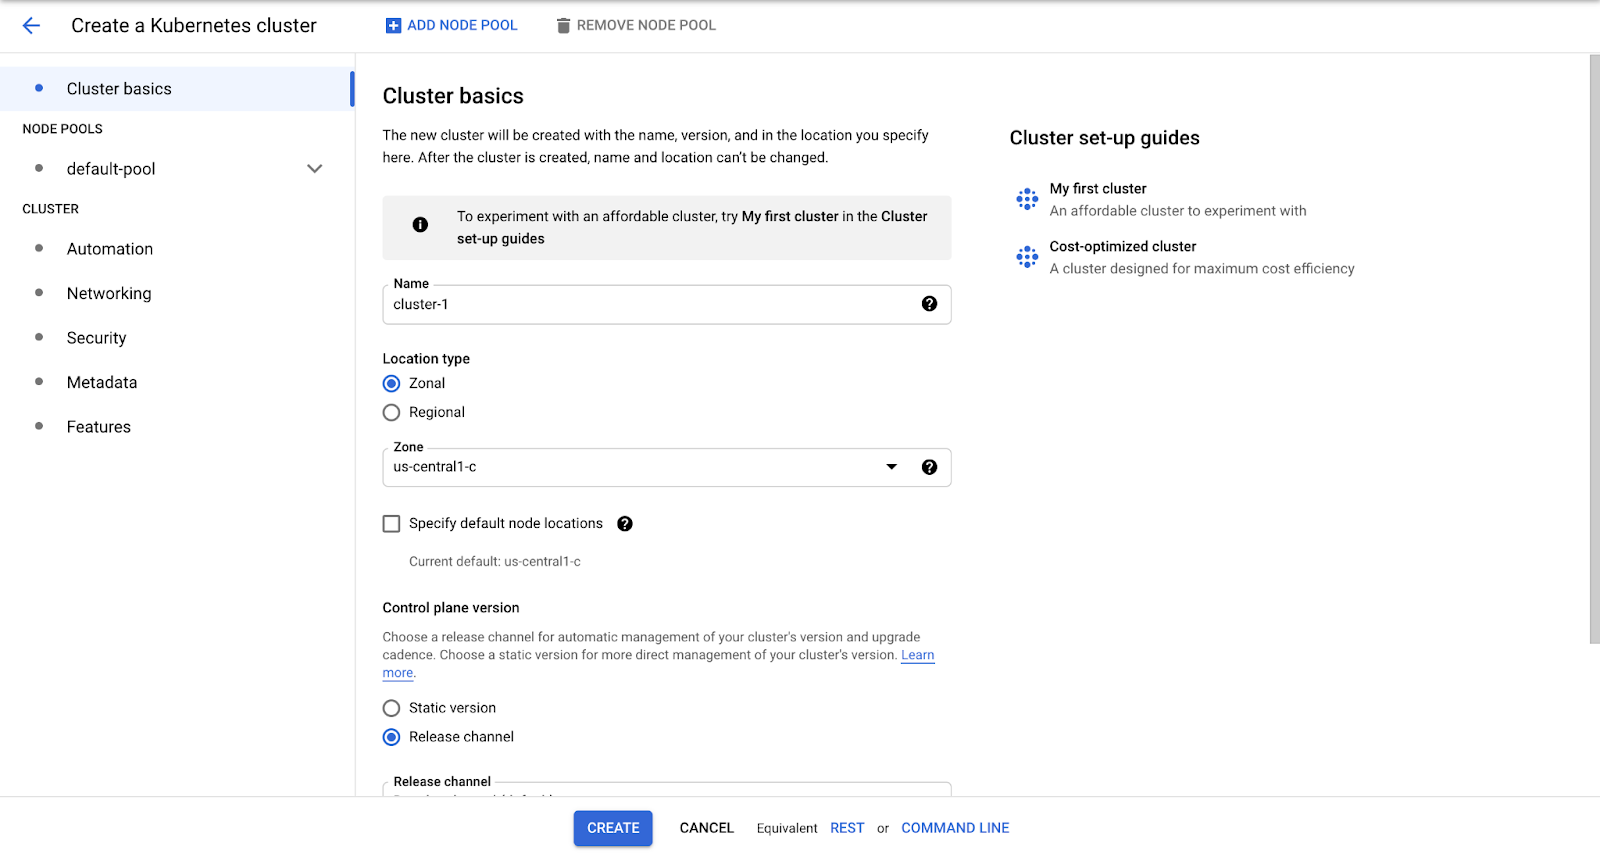 Create a Kubernetes cluster
ADD NODE POOL
REMOVE NODE POOL
Cluster basics
NODE POOLS
default-pool
CLUSTER
Automation
Networking
Security
Metadata
Features
Cluster basics
The new cluster will be created with the name, version, and in the location you specify
here. After the cluster is created, name and location can't be changed.
To experiment with an affordable cluster, try My first cluster in the Cluster
set-up guides
Name
cluster-1
Location type
Zonal
Regional
Zone
us-central1-c
Specify default node locations
Current default: us-central1-c
Control plane version
Choose a release channel for automatic management of your cluster's version and upgrade
cadence. Choose a static version for more direct management of your cluster's version. Learn
more.
Static version
Release channel
Release channel
Cluster set-up guides
My first cluster
An affordable cluster to experiment with
Cost-optimized cluster
A cluster designed for maximum cost efficiency
CREATE
CANCEL
Equivalent REST or COMMAND LINE